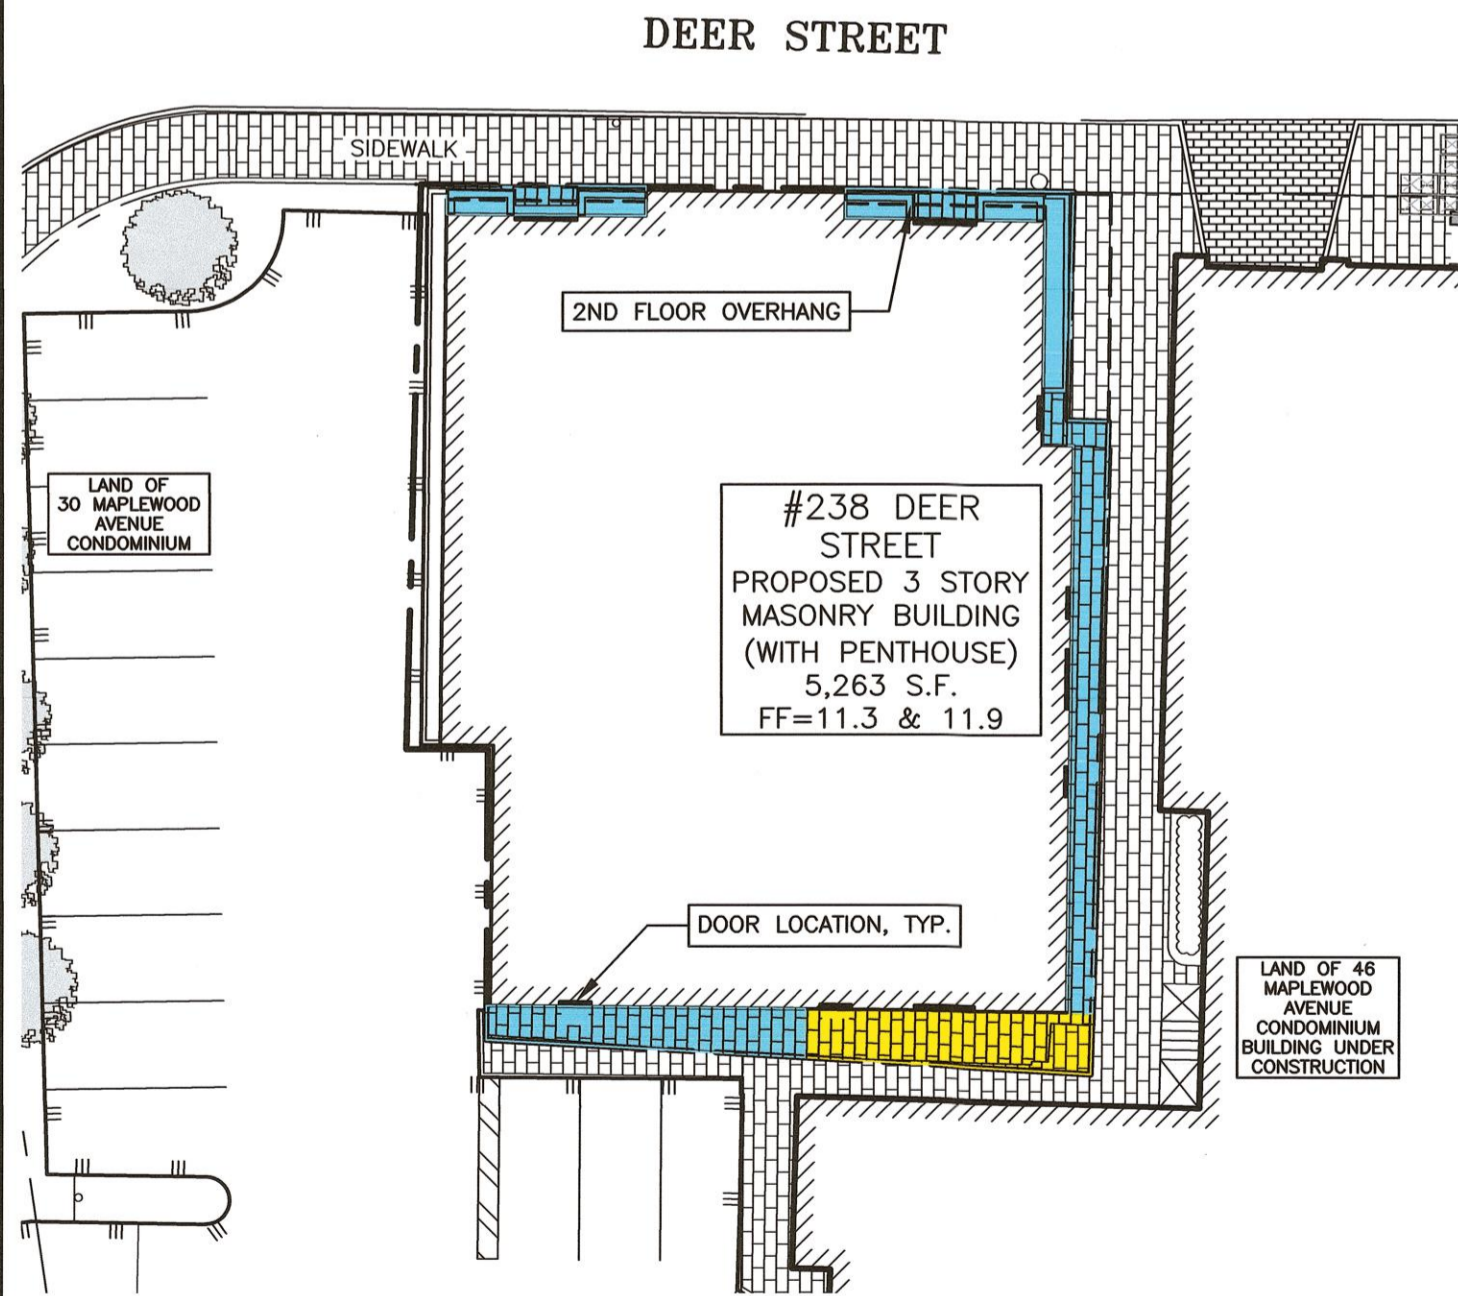 DEER STREET
SIDEWALK
2ND FLOOR OVERHANG
LAND OF
30 MAPLEWOOD
AVENUE
CONDOMINIUM
#238 DEER
STREET
PROPOSED 3 STORY
MASONRY BUILDING
(WITH PENTHOUSE)
5,263 S.F.
FF=11.3 & 11.9
DOOR LOCATION, TYP.
LAND OF 46
MAPLEWOOD
AVENUE
CONDOMINIUM
BUILDING UNDER
CONSTRUCTION